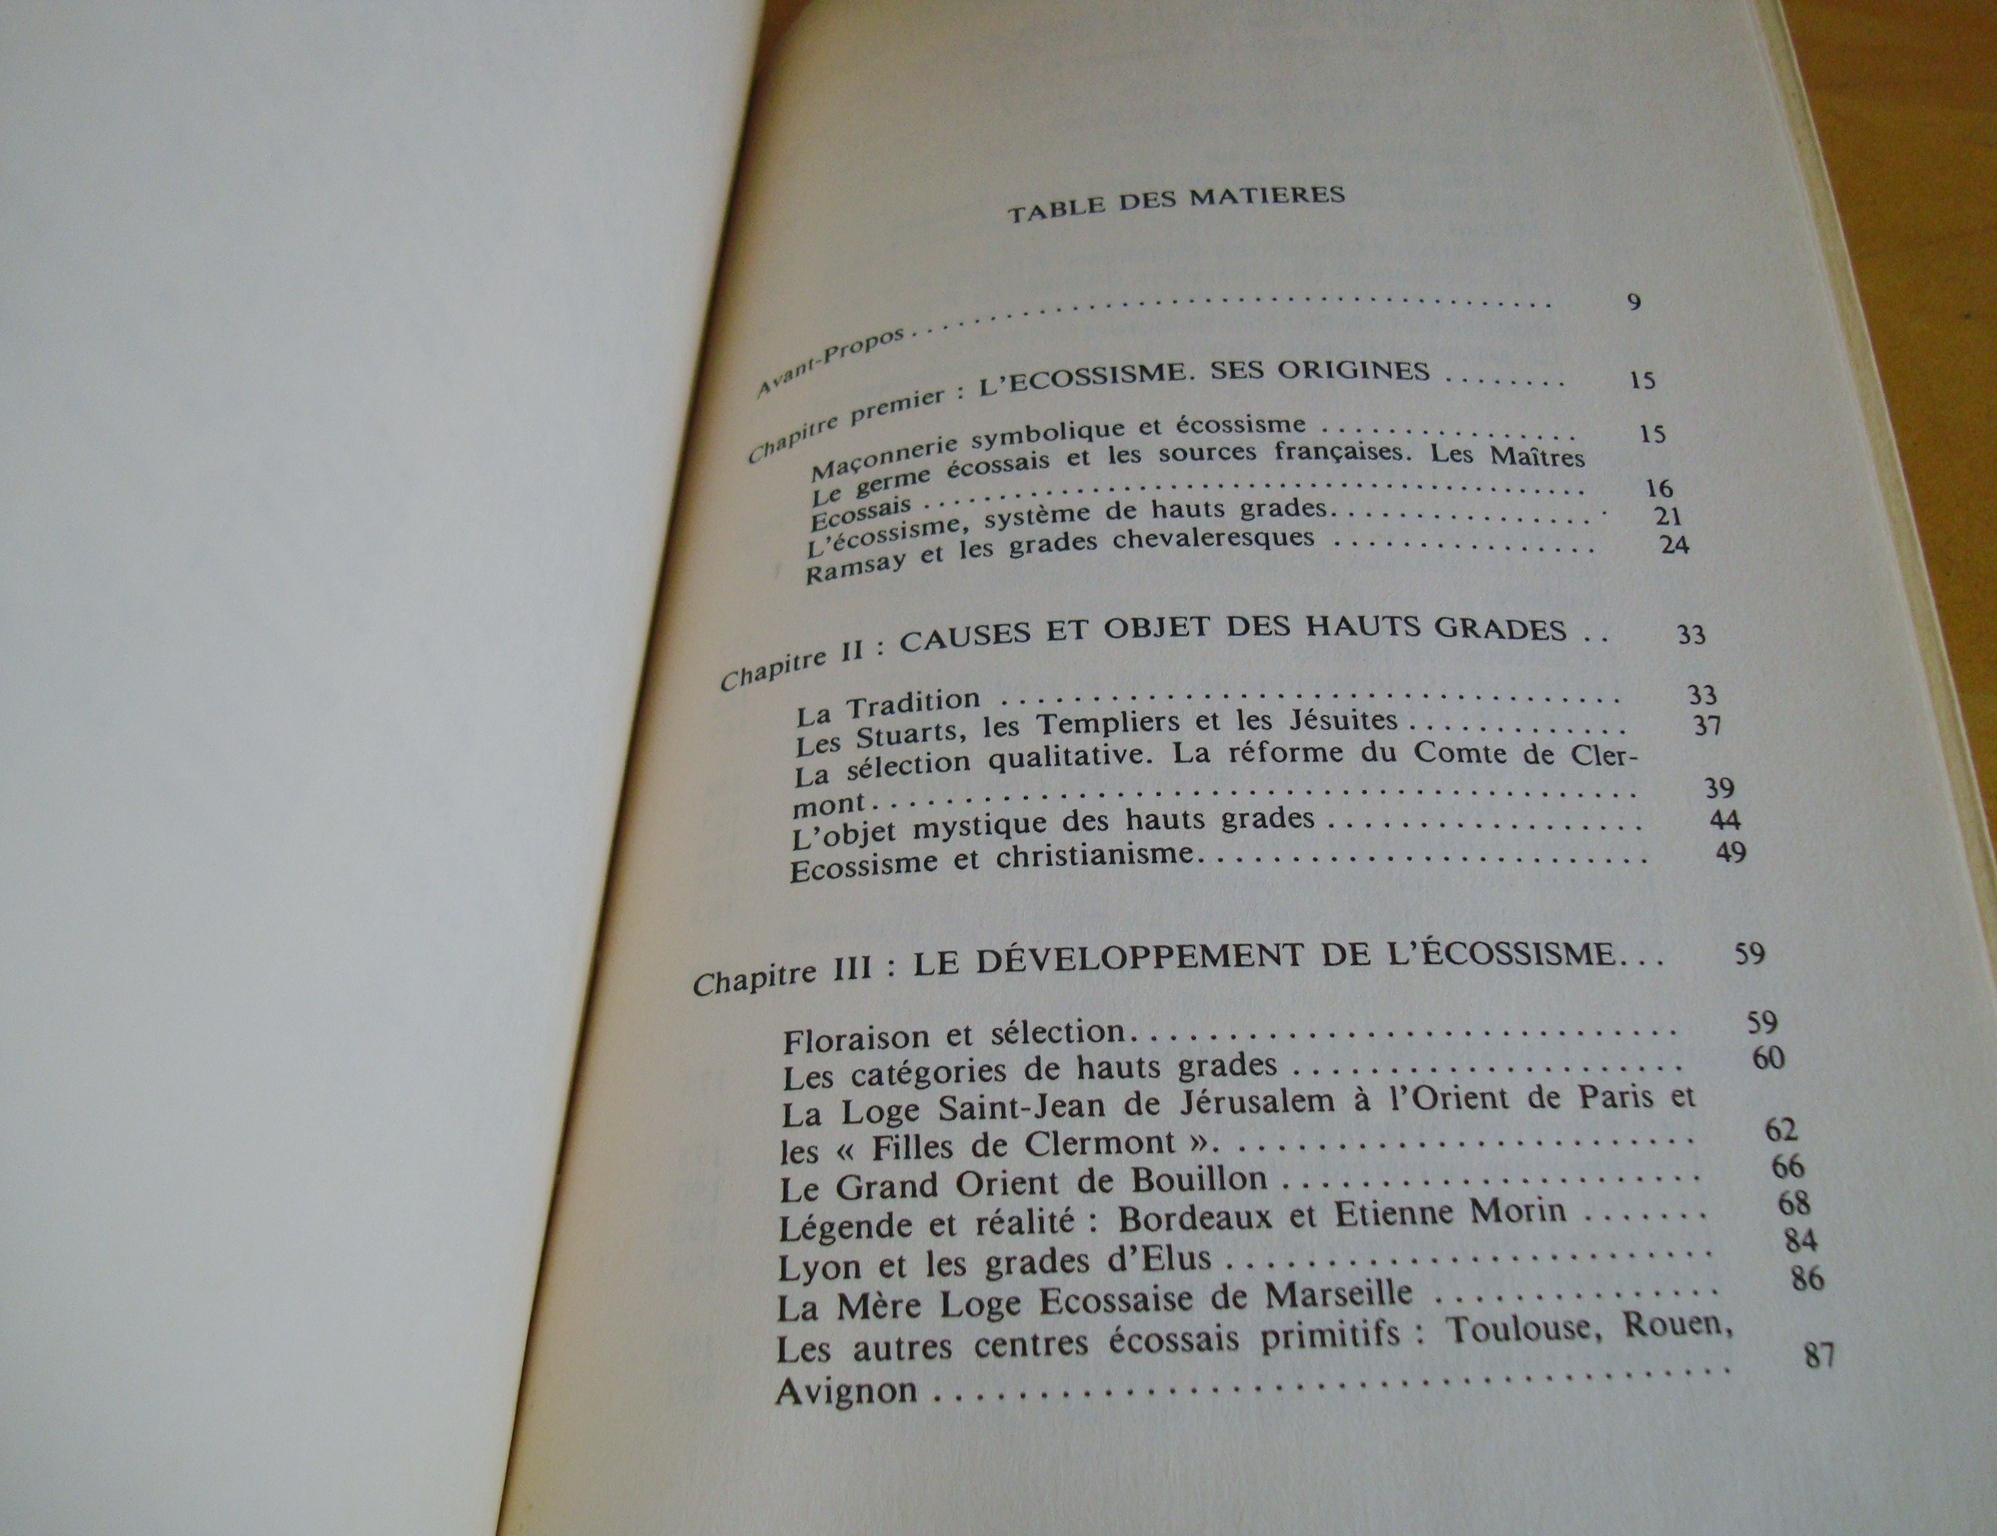 TABLE DES MATIERES
Avant-Propos........................................ 9
Chapitre premier : L'ECOSSISME. SES ORIGINES ........ 15
Maçonnerie symbolique et écossisme ................ 15
Le germe écossais et les sources françaises. Les Maîtres
Ecossais ........................................ 16
L'écossisme, système de hauts grades................ 21
Ramsay et les grades chevaleresques ................ 24
Chapitre II : CAUSES ET OBJET DES HAUTS GRADES .. 33
La Tradition ................................... 33
Les Stuarts, les Templiers et les Jésuites ............. 37
La sélection qualitative. La réforme du Comte de Cler-
mont........................................... 39
L'objet mystique des hauts grades .................. 44
Ecossisme et christianisme.......................... 49
Chapitre III : LE DÉVELOPPEMENT DE L'ÉCOSSISME... 59
Floraison et sélection.............................. 59
Les catégories de hauts grades ..................... 60
La Loge Saint-Jean de Jérusalem à l'Orient de Paris et
les « Filles de Clermont ». ......................... 62
Le Grand Orient de Bouillon ....................... 66
Légende et réalité : Bordeaux et Etienne Morin ....... 68
Lyon et les grades d'Elus .......................... 84
La Mère Loge Ecossaise de Marseille ............... 86
Les autres centres écossais primitifs : Toulouse, Rouen,
Avignon ........................................ 87